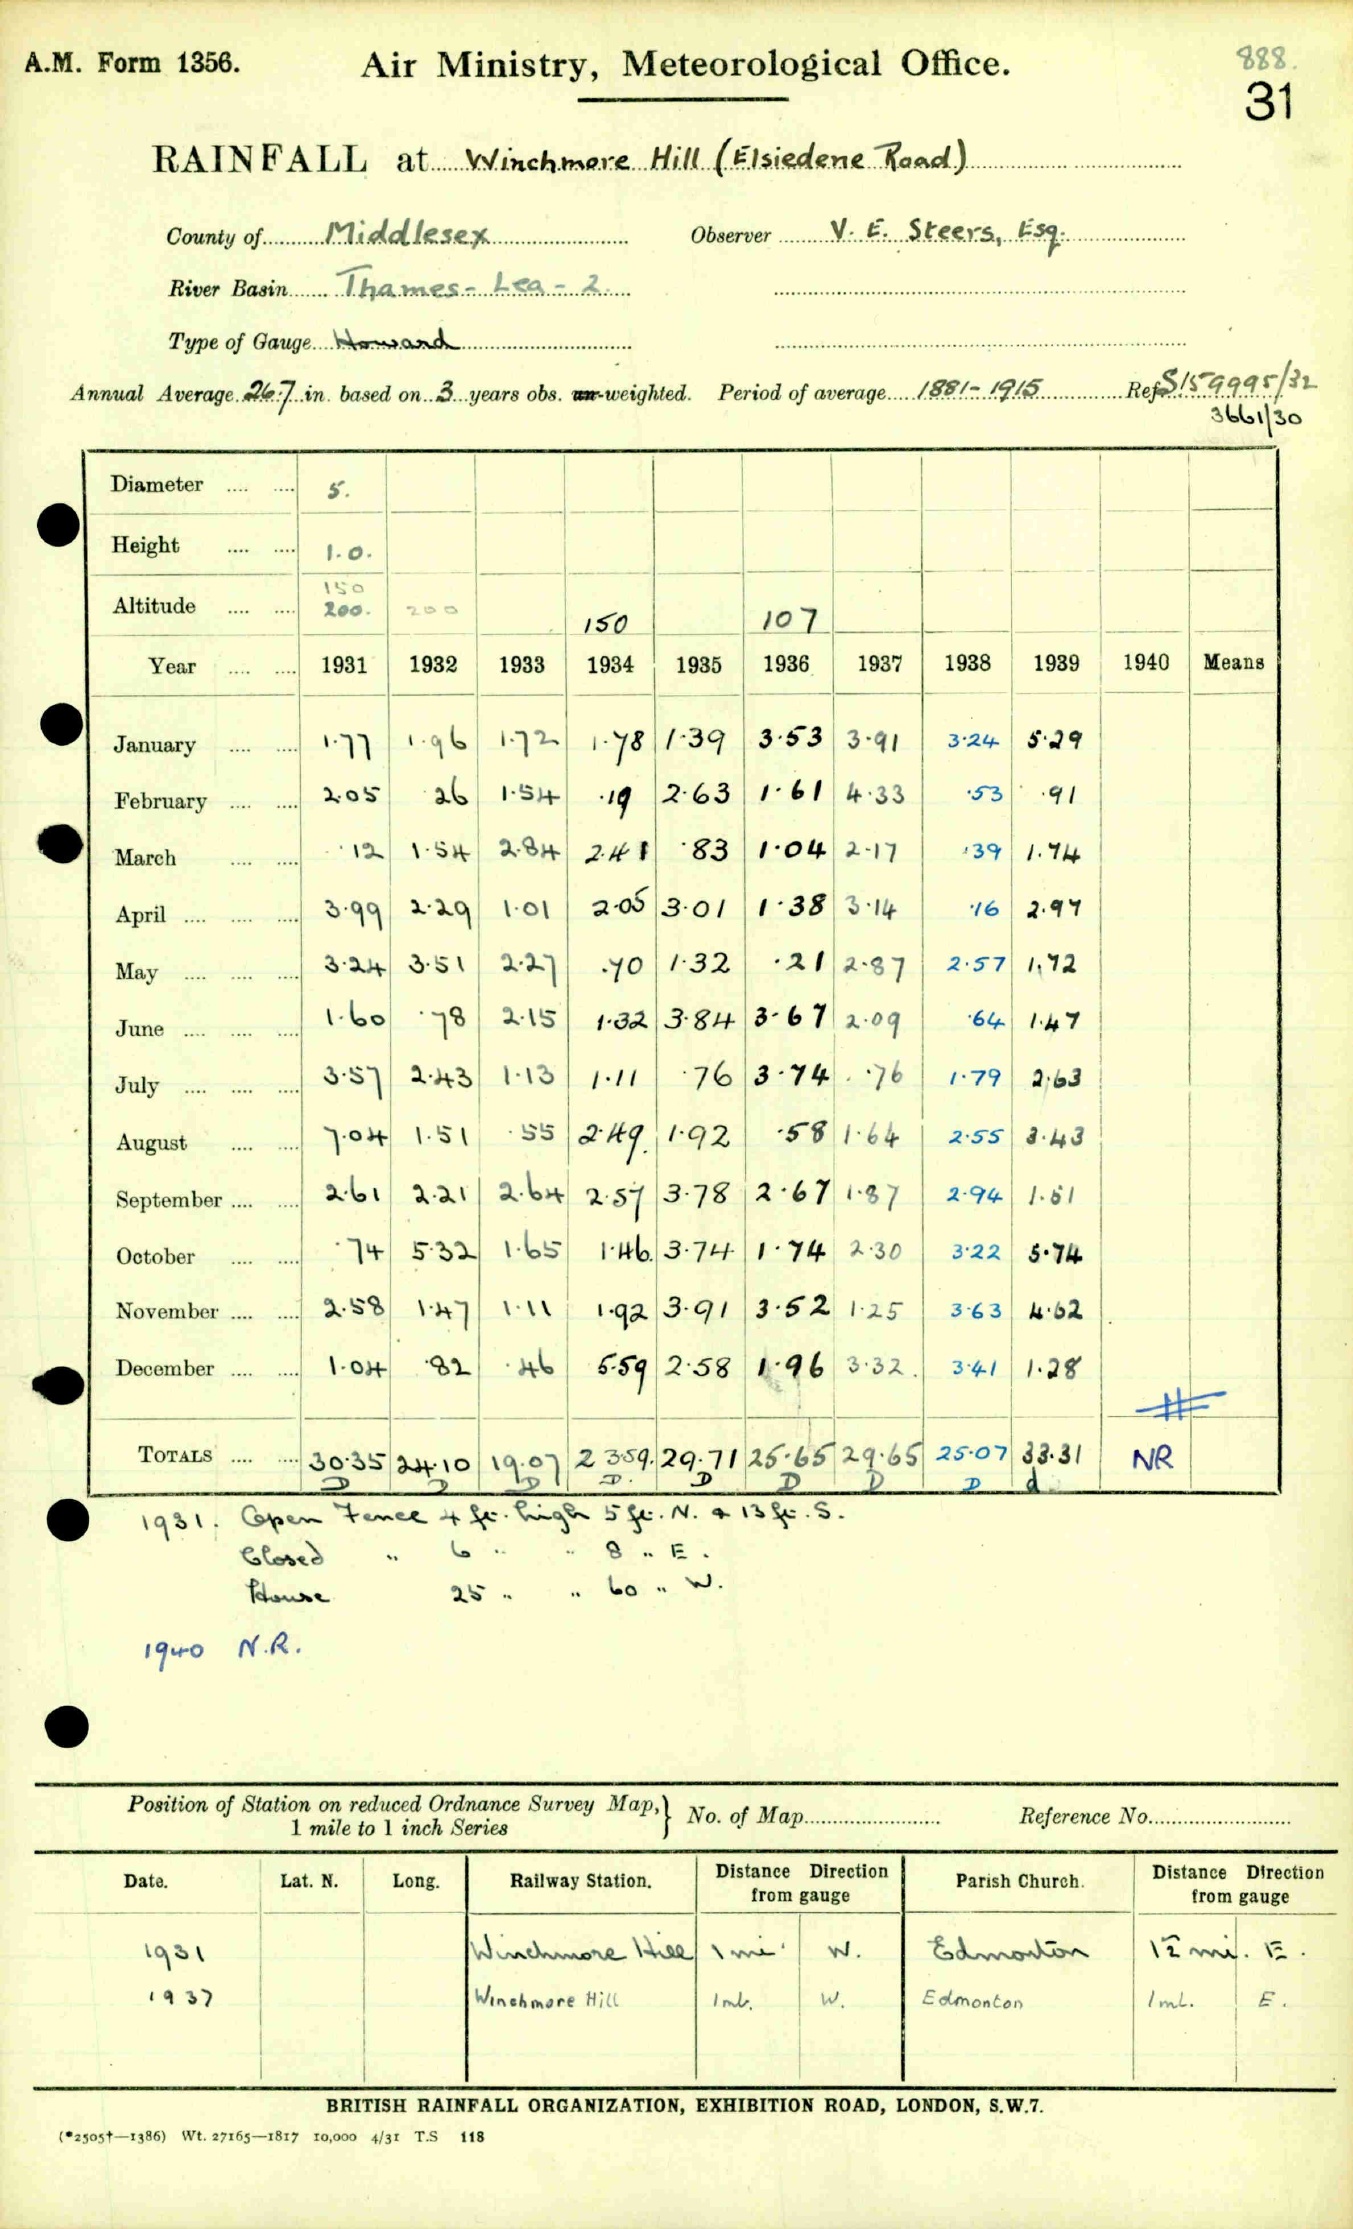 A.M. Form 1356.
Air Ministry, Meteorological Office.
888.
31
RAINFALL at Winchmore Hill (Elsiedene Road)
County of Middlesex Observer V. E. Steers, Esq.
River Basin Thames - Lea - 2.
Type of Gauge Howard
Annual Average 26.7 in. based on 3 years obs. un-weighted. Period of average 1881-1915 Ref S159995/32
3661/30
Diameter 5.
Height 1.0.
150
Altitude 200. 200 150 107
Year 1931 1932 1933 1934 1935 1936 1937 1938 1939 1940 Means
January 1.77 1.96 1.72 1.78 1.39 3.53 3.91 3.24 5.29
February 2.05 26 1.54 .19 2.63 1.61 4.33 .53 .91
March .12 1.54 2.84 2.41 .83 1.04 2.17 .39 1.74
April 3.99 2.29 1.01 2.05 3.01 1.38 3.14 .16 2.97
May 3.24 3.51 2.27 .70 1.32 .21 2.87 2.57 1.72
June 1.60 .78 2.15 1.32 3.84 3.67 2.09 .64 1.47
July 3.57 2.43 1.13 1.11 .76 3.74 .76 1.79 2.63
August 7.04 1.51 .55 2.49 1.92 .58 1.64 2.55 3.43
September 2.61 2.21 2.64 2.57 3.78 2.67 1.87 2.94 1.51
October .74 5.32 1.65 1.46 3.74 1.74 2.30 3.22 5.74
November 2.58 1.47 1.11 1.92 3.91 3.52 1.25 3.63 4.62
December 1.04 .82 .46 5.59 2.58 1.96 3.32 3.41 1.28
TOTALS 30.35 24.10 19.07 23.59 29.71 25.65 29.65 25.07 33.31 NR
D D D D D D D D d
1931. Open Fence 4 ft. high 5 ft. N. & 13 ft. S.
Closed " 6 " " 8 " E.
House 25 " " 60 " W.
1940 N.R.
Position of Station on reduced Ordnance Survey Map, } No. of Map Reference No.
1 mile to 1 inch Series
Date. Lat. N. Long. Railway Station. Distance Direction from gauge Parish Church. Distance Direction from gauge
1931 Winchmore Hill 1 mi W. Edmonton 1½ mi. E.
1937 Winchmore Hill 1 ml. W. Edmonton 1 ml. E.
BRITISH RAINFALL ORGANIZATION, EXHIBITION ROAD, LONDON, S.W.7.
(*2505†—1386) Wt. 27165—1817 10,000 4/31 T.S 118